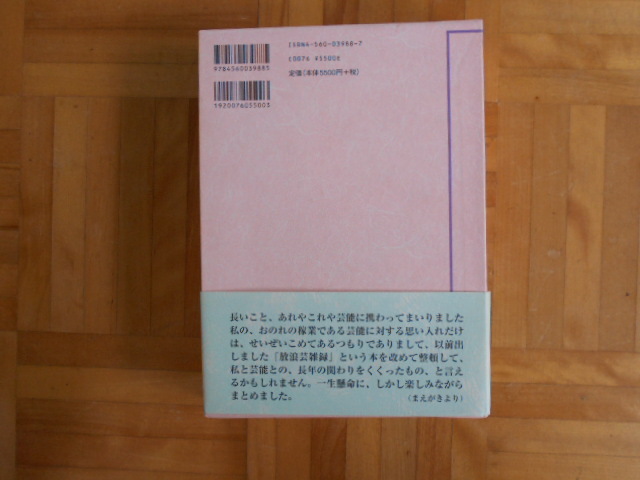 ISBN4-560-03988-7
C0076 ¥5500E
定価(本体5500円+税)
9784560039885
1920076055003
長いこと、あれやこれや芸能に携わってまいりました
私の、おのれの稼業である芸能に対する思い入れだけ
は、せいぜいこめてあるつもりでありまして、以前出
しました『放浪芸雑録』という本を改めて整頓して、
私と芸能との、長年の関わりをくくったもの、と言え
るかもしれません。一生懸命に、しかし楽しみながら
まとめました。
(まえがきより)